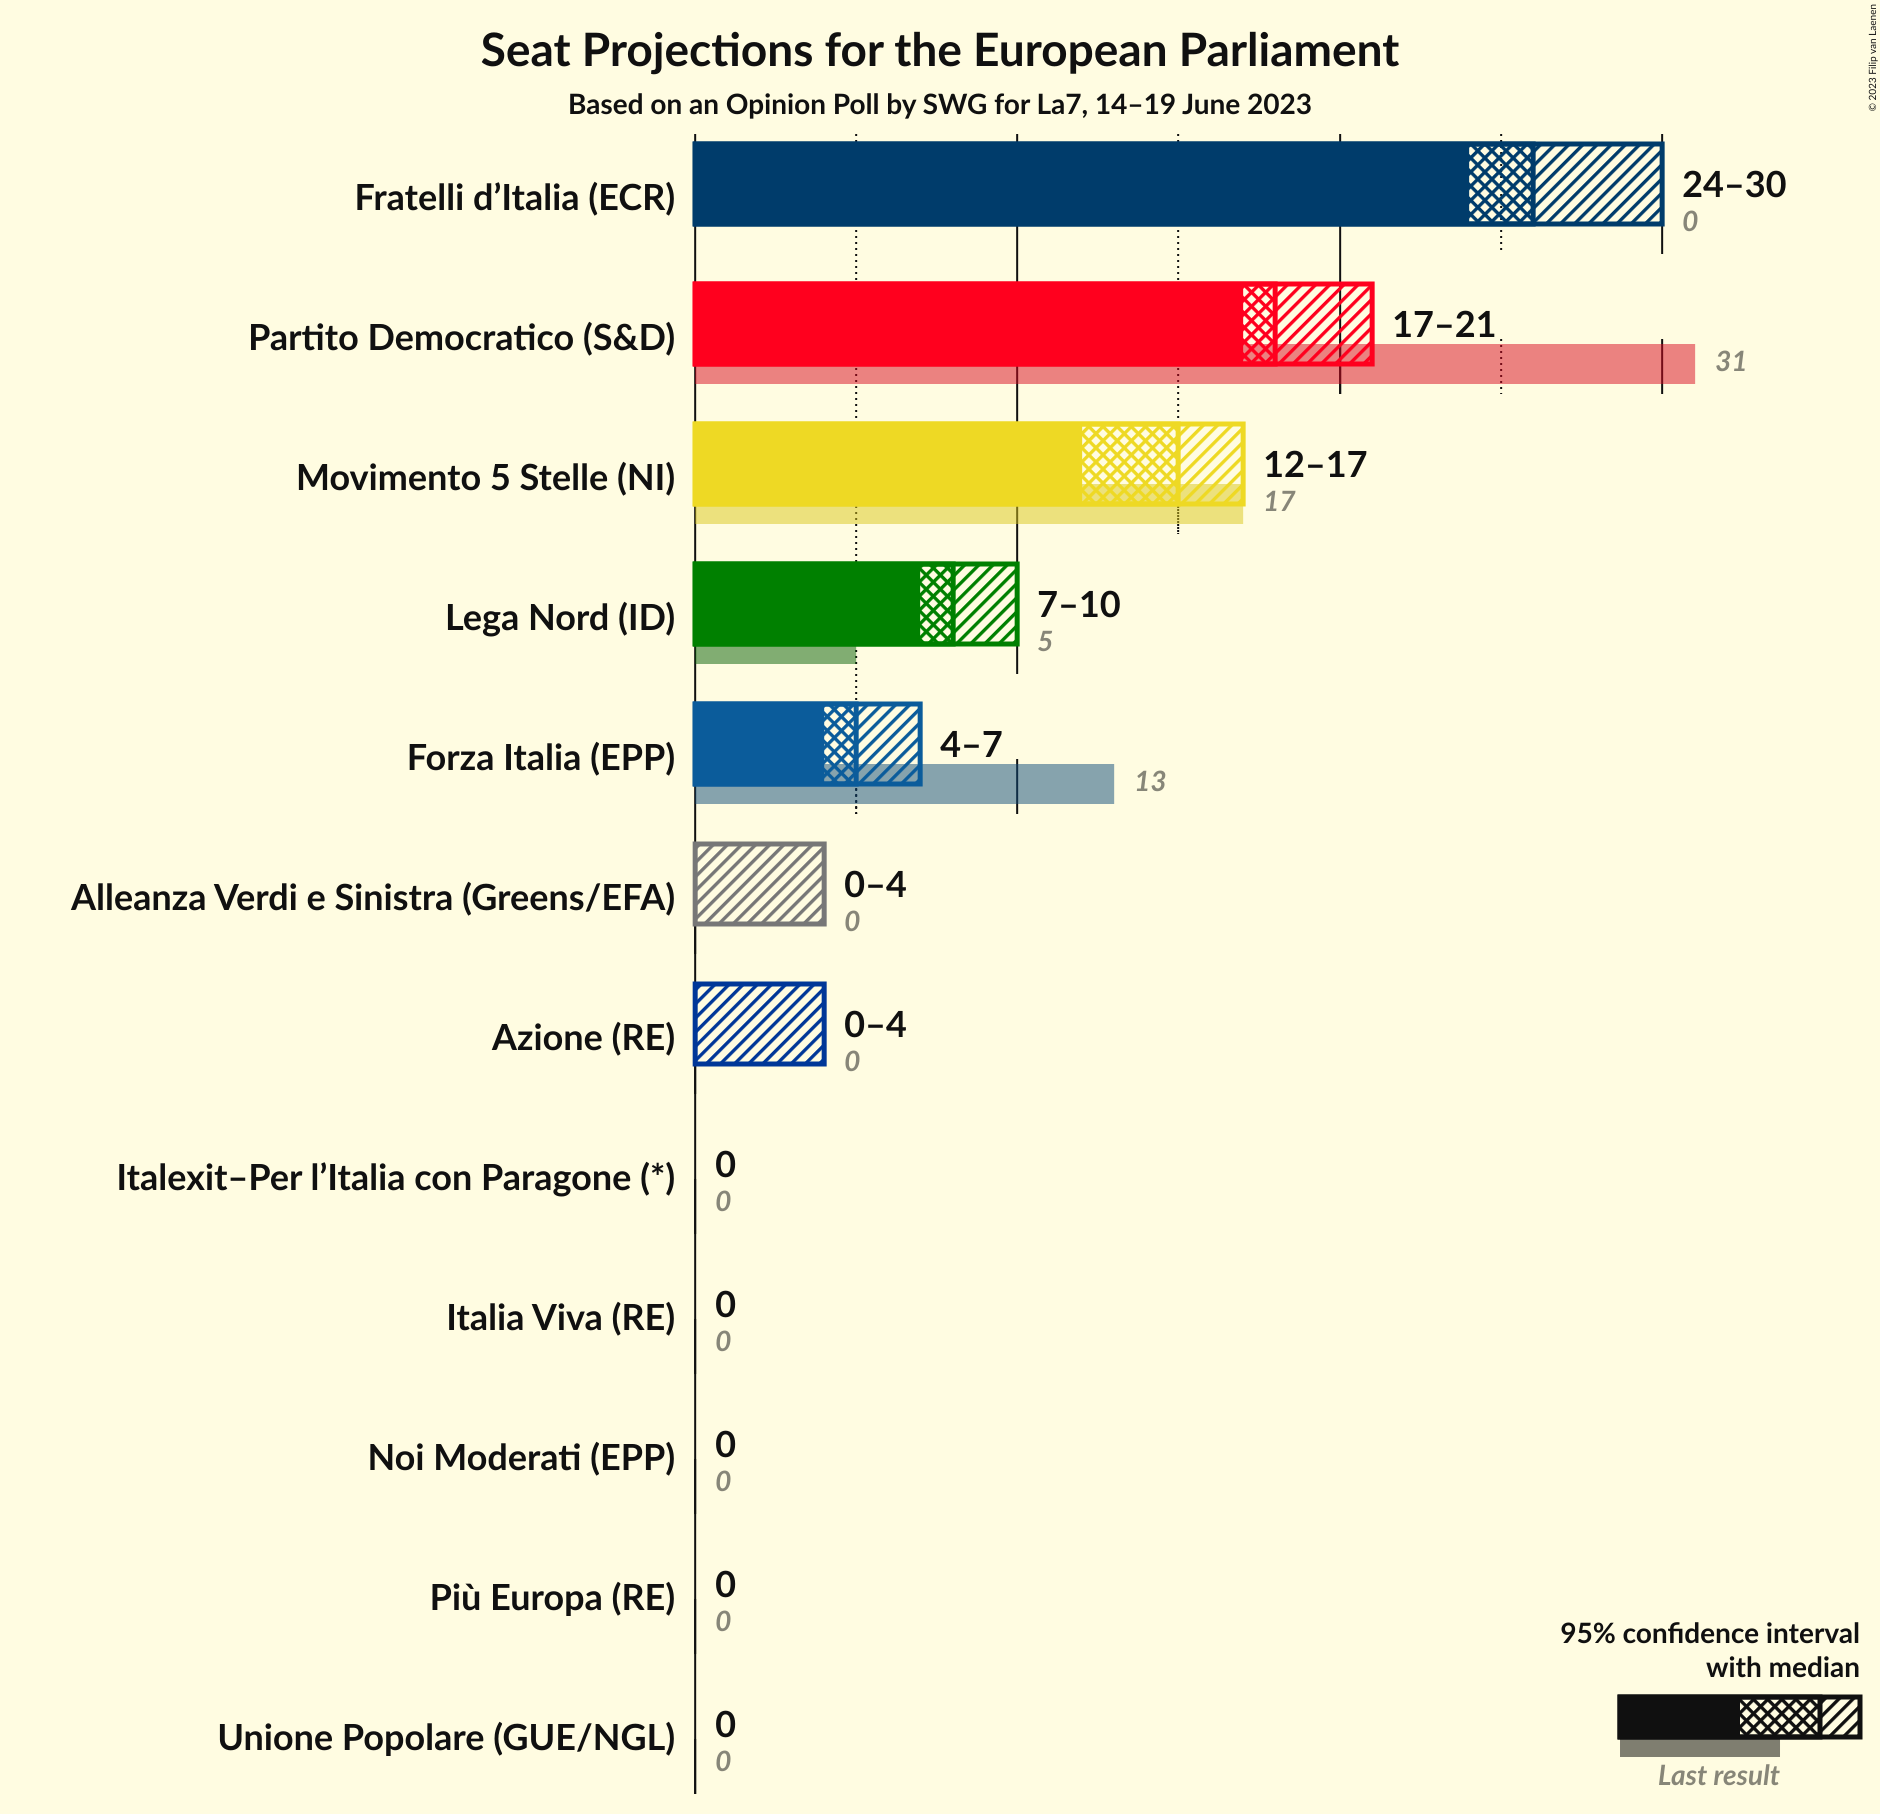 Seat Projections for the European Parliament
Based on an Opinion Poll by SWG for La7, 14–19 June 2023
© 2023 Filip van Laenen
Fratelli d’Italia (ECR)
24–30
0
Partito Democratico (S&D)
17–21
31
Movimento 5 Stelle (NI)
12–17
17
Lega Nord (ID)
7–10
5
Forza Italia (EPP)
4–7
13
Alleanza Verdi e Sinistra (Greens/EFA)
0–4
0
Azione (RE)
0–4
0
Italexit–Per l’Italia con Paragone (*)
0
0
Italia Viva (RE)
0
0
Noi Moderati (EPP)
0
0
Più Europa (RE)
0
0
Unione Popolare (GUE/NGL)
0
0
95% confidence interval
with median
Last result